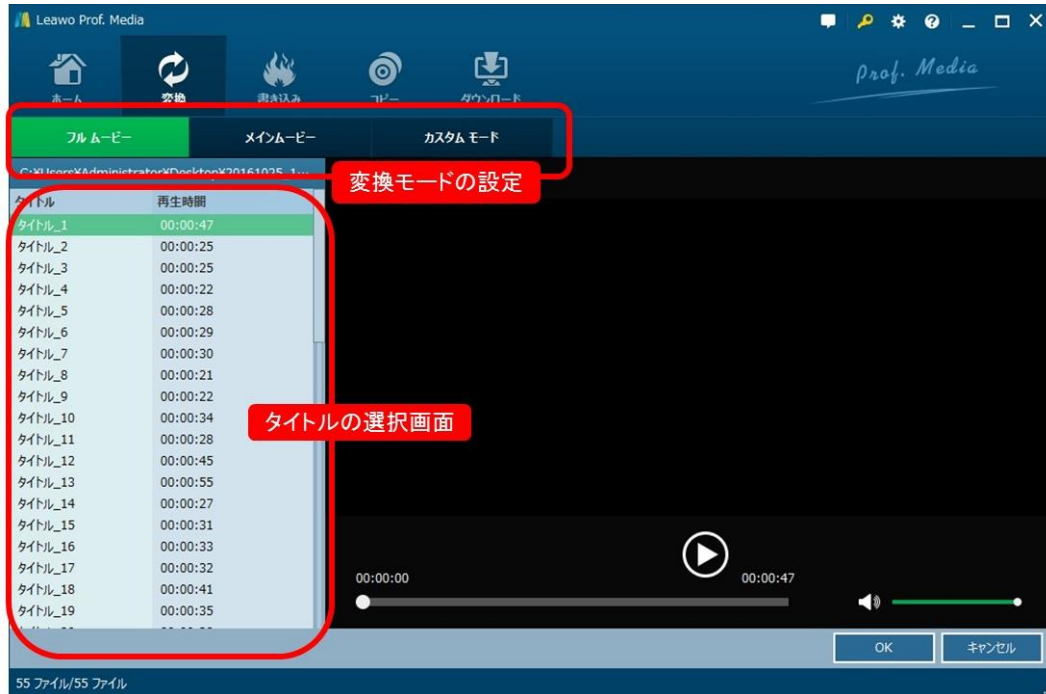 Leawo Prof. Media
ホーム
変換
書き込み
コピー
ダウンロード
Prof. Media
フル ムービー
メインムービー
カスタム モード
C:¥Users¥Administrator¥Desktop¥20161025_1...
変換モードの設定
タイトル 再生時間
タイトル_1 00:00:47
タイトル_2 00:00:25
タイトル_3 00:00:25
タイトル_4 00:00:22
タイトル_5 00:00:28
タイトル_6 00:00:29
タイトル_7 00:00:30
タイトル_8 00:00:21
タイトル_9 00:00:22
タイトル_10 00:00:34
タイトルの選択画面
タイトル_11 00:00:28
タイトル_12 00:00:45
タイトル_13 00:00:55
タイトル_14 00:00:27
タイトル_15 00:00:31
タイトル_16 00:00:33
タイトル_17 00:00:32
タイトル_18 00:00:41
タイトル_19 00:00:35
00:00:00
00:00:47
OK
キャンセル
55 ファイル/55 ファイル